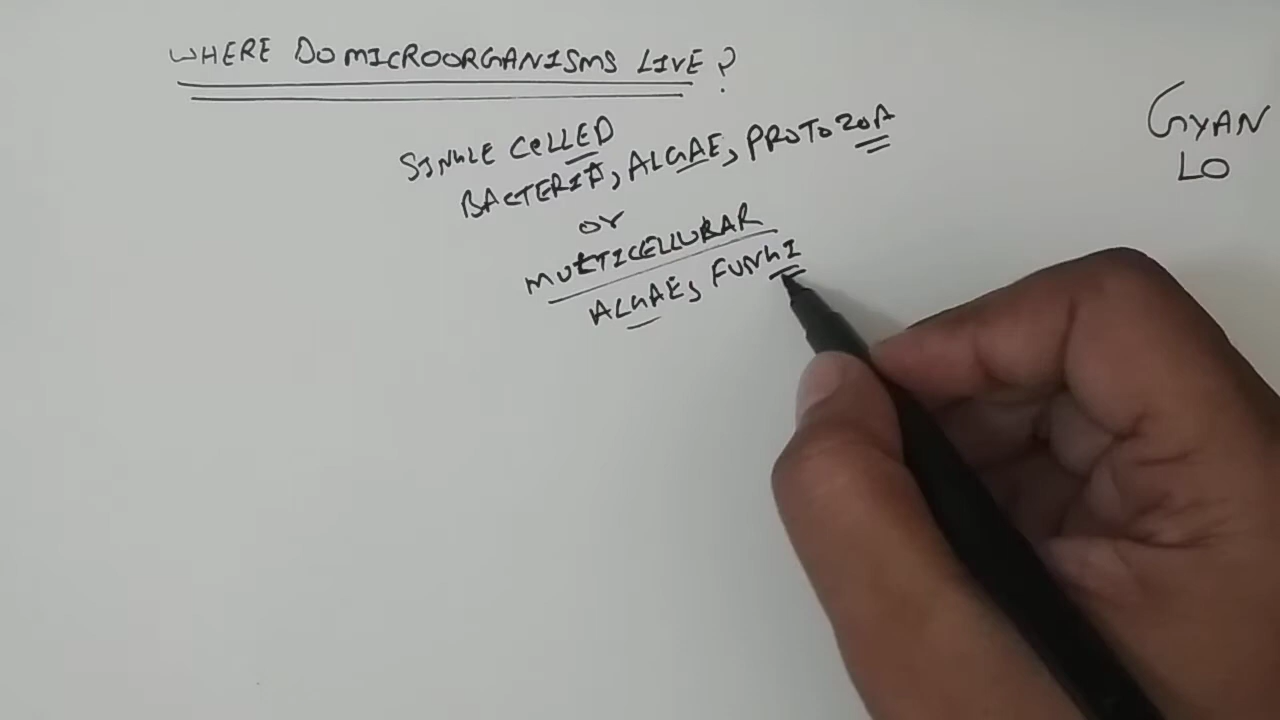 WHERE DO MICROORGANISMS LIVE?
SINGLE CELLED
BACTERIA, ALGAE, PROTOZOA
or
MULTICELLULAR
ALGAE, FUNGI
GYAN
LO